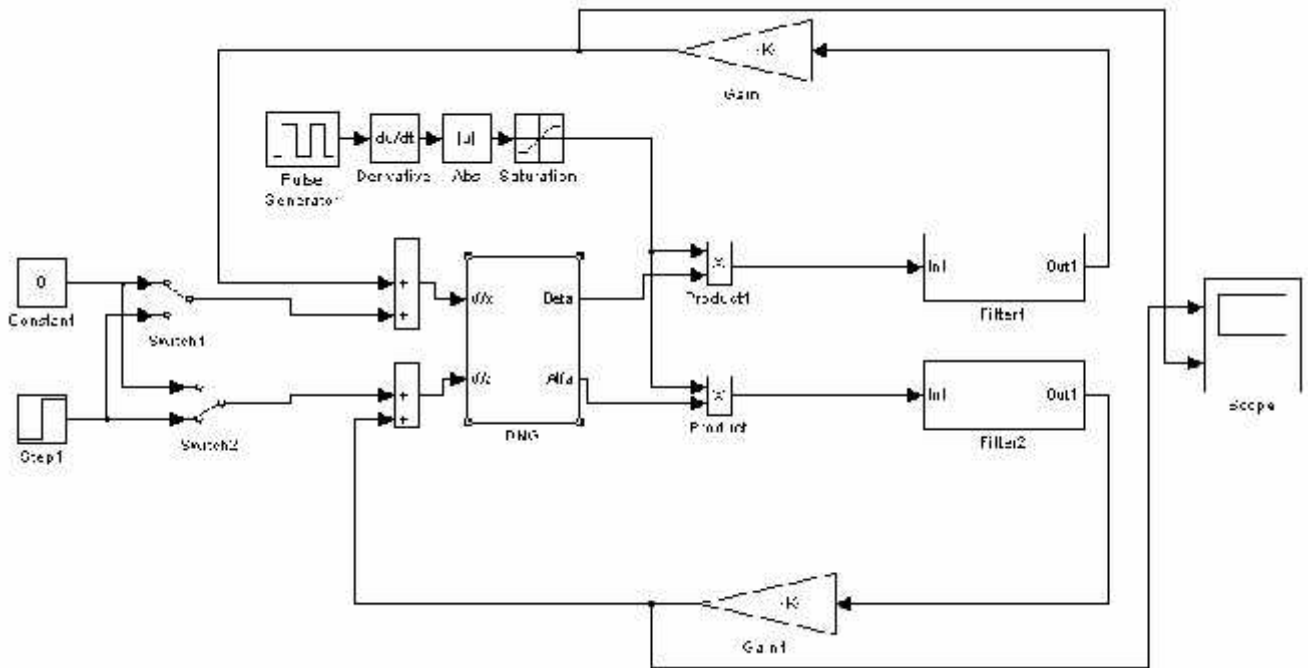 -K-
Gain
du/dt
|u|
Pulse
Generator
Derivative
Abs
Saturation
0
Constant
Switch1
+
+
Beta
Product1
In1
Out1
Filter1
Step1
Switch2
+
+
Alfa
DNG
Product
In1
Out1
Filter2
Scope
-K-
Gain1